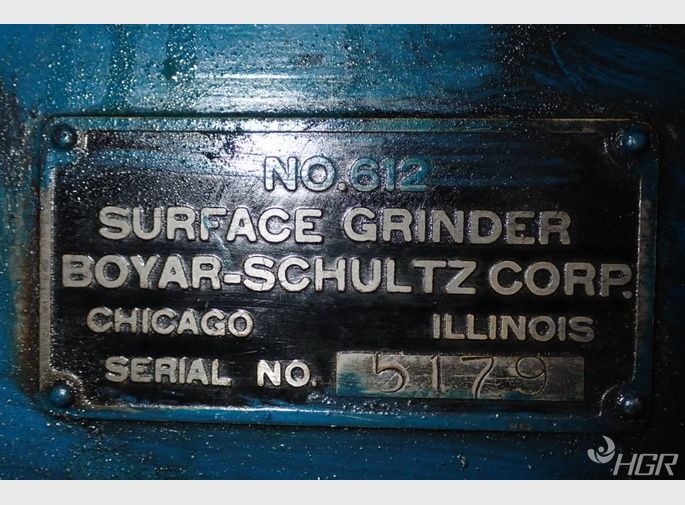 NO.612
SURFACE GRINDER
BOYAR-SCHULTZ CORP.
CHICAGO ILLINOIS
SERIAL NO. 5179
HGR